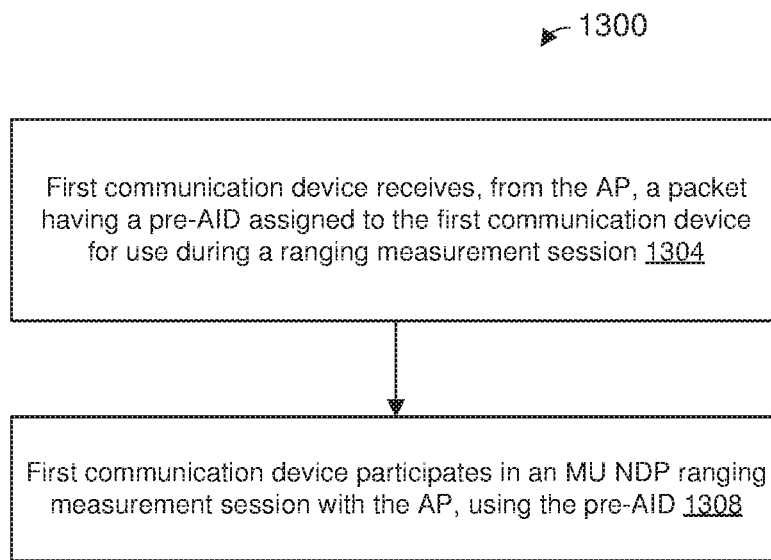 1300
First communication device receives, from the AP, a packet
having a pre-AID assigned to the first communication device
for use during a ranging measurement session 1304
First communication device participates in an MU NDP ranging
measurement session with the AP, using the pre-AID 1308